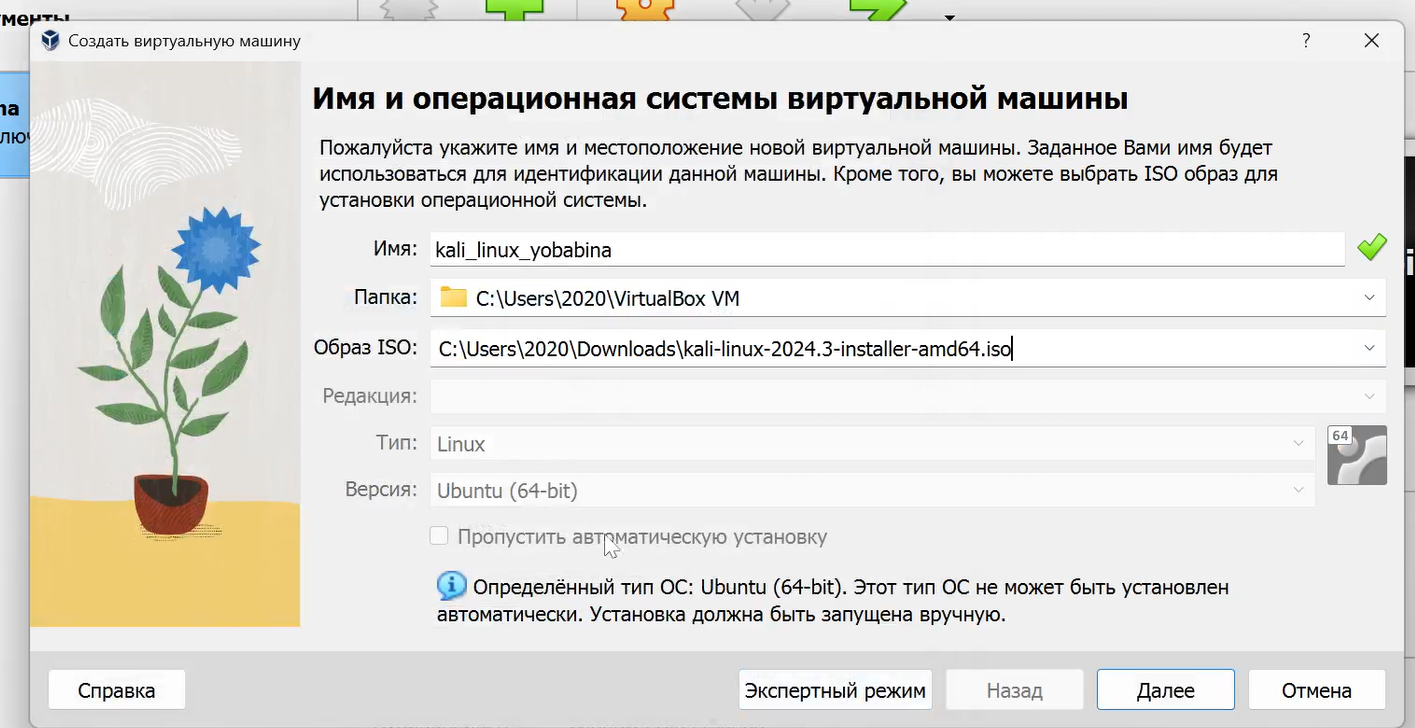 Создать виртуальную машину
?
Имя и операционная системы виртуальной машины
Пожалуйста укажите имя и местоположение новой виртуальной машины. Заданное Вами имя будет
использоваться для идентификации данной машины. Кроме того, вы можете выбрать ISO образ для
установки операционной системы.
Имя: kali_linux_yobabina
Папка: C:\Users\2020\VirtualBox VM
Образ ISO: C:\Users\2020\Downloads\kali-linux-2024.3-installer-amd64.iso
Редакция:
Тип: Linux
64
Версия: Ubuntu (64-bit)
Пропустить автоматическую установку
Определённый тип ОС: Ubuntu (64-bit). Этот тип ОС не может быть установлен
автоматически. Установка должна быть запущена вручную.
Справка Экспертный режим Назад Далее Отмена